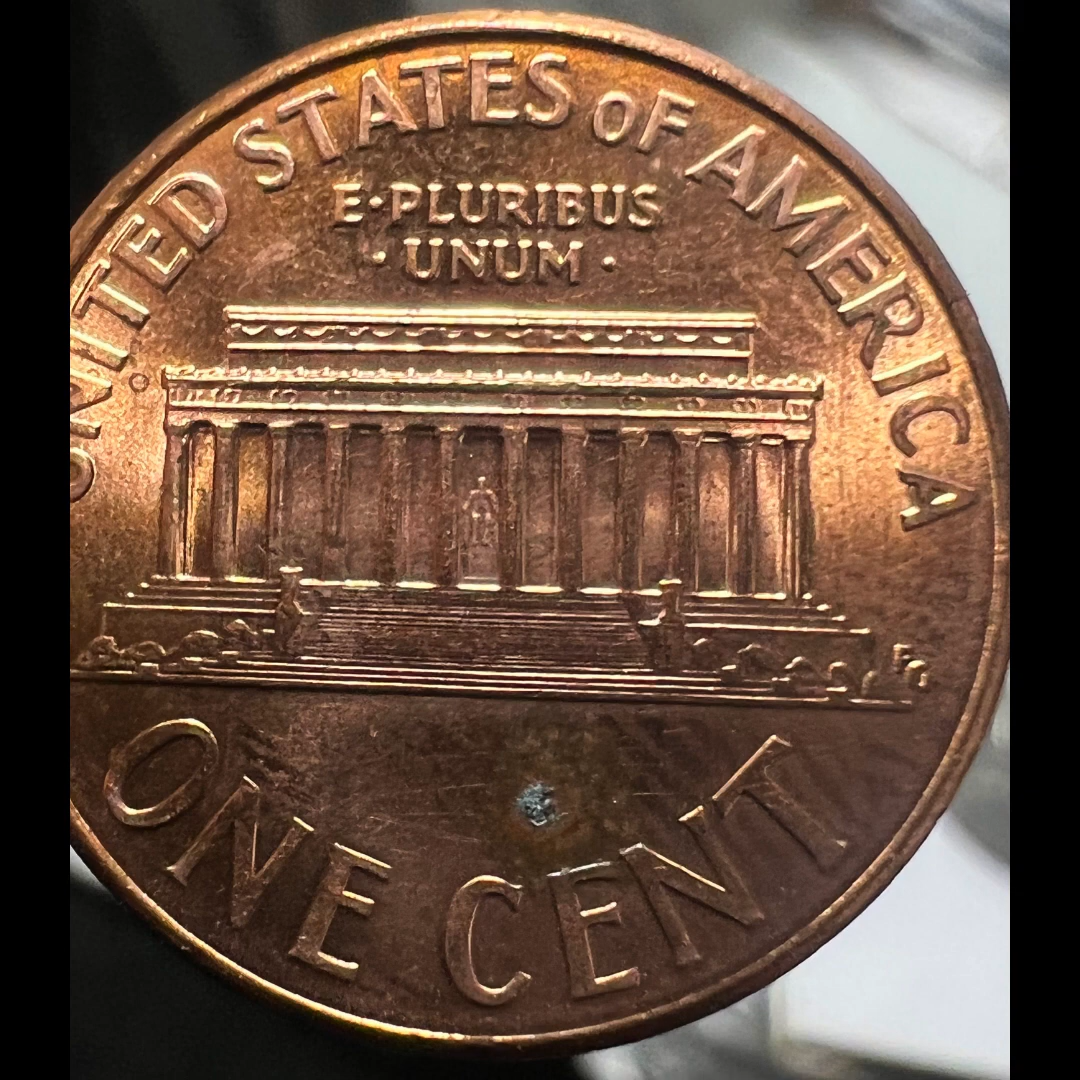 UNITED STATES OF AMERICA
E·PLURIBUS
·UNUM·
FG
ONE CENT